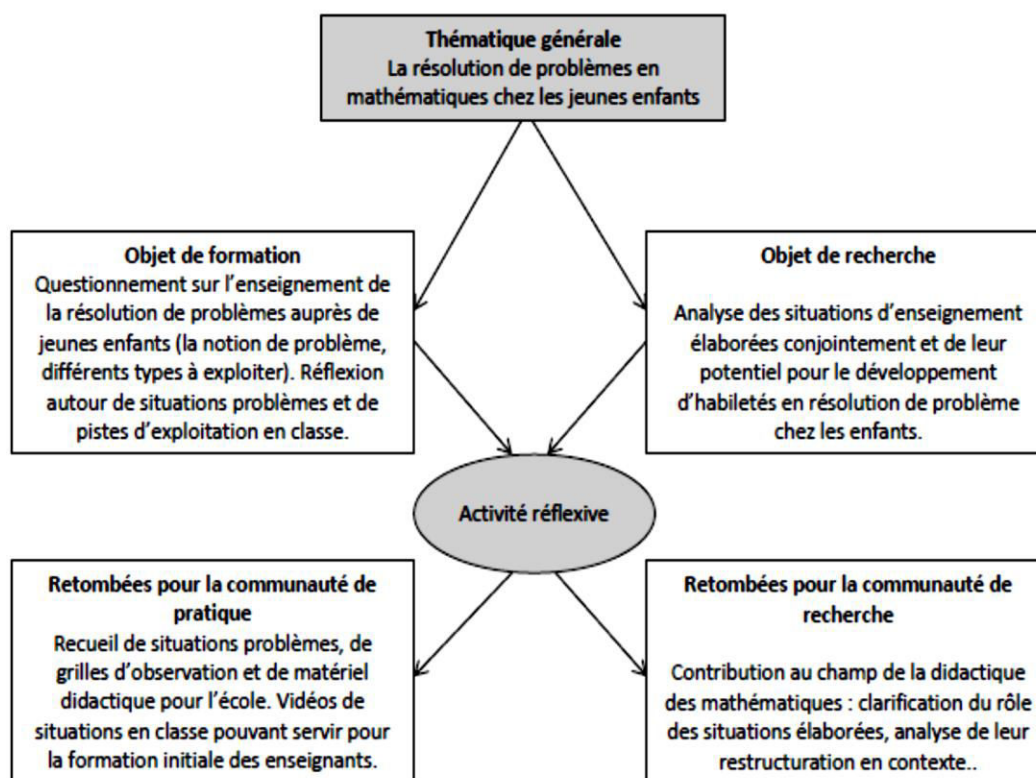 Thématique générale
La résolution de problèmes en
mathématiques chez les jeunes enfants
Objet de formation
Questionnement sur l'enseignement de
la résolution de problèmes auprès de
jeunes enfants (la notion de problème,
différents types à exploiter). Réflexion
autour de situations problèmes et de
pistes d'exploitation en classe.
Objet de recherche
Analyse des situations d'enseignement
élaborées conjointement et de leur
potentiel pour le développement
d'habiletés en résolution de problème
chez les enfants.
Activité réflexive
Retombées pour la communauté de
pratique
Recueil de situations problèmes, de
grilles d'observation et de matériel
didactique pour l'école. Vidéos de
situations en classe pouvant servir pour
la formation initiale des enseignants.
Retombées pour la communauté de
recherche
Contribution au champ de la didactique
des mathématiques : clarification du rôle
des situations élaborées, analyse de leur
restructuration en contexte..